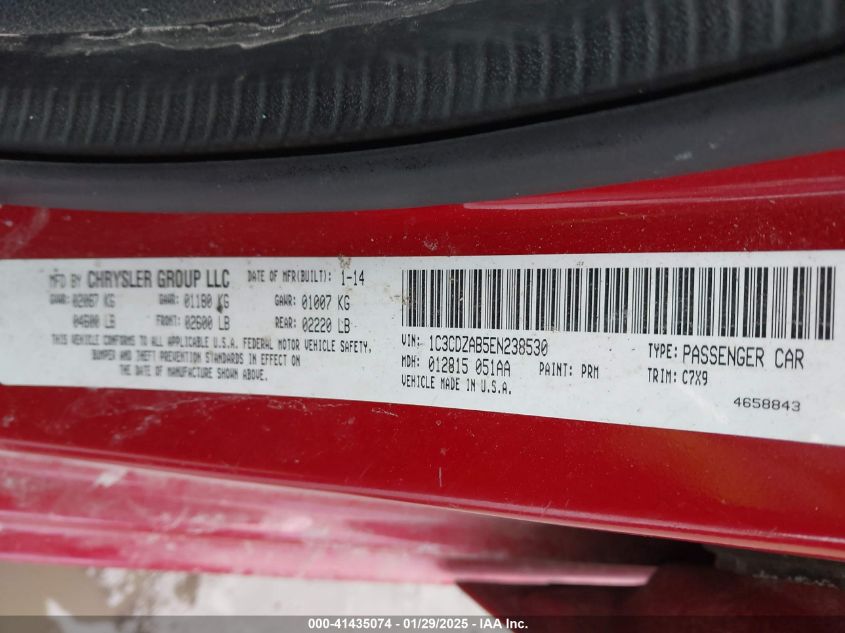 MFD BY CHRYSLER GROUP LLC DATE OF MFR(BUILT): 1-14
GVWR: 02087 KG GAWR: 01180 KG GAWR: 01007 KG
04600 LB FRONT: 02600 LB REAR: 02220 LB
THIS VEHICLE CONFORMS TO ALL APPLICABLE U.S.A. FEDERAL MOTOR VEHICLE SAFETY,
BUMPER AND THEFT PREVENTION STANDARDS IN EFFECT ON
THE DATE OF MANUFACTURE SHOWN ABOVE.
VIN: 1C3CDZAB5EN238530 TYPE: PASSENGER CAR
MDH: 012815 051AA PAINT: PRM TRIM: C7X9
VEHICLE MADE IN U.S.A.
4658843
000-41435074 - 01/29/2025 - IAA Inc.